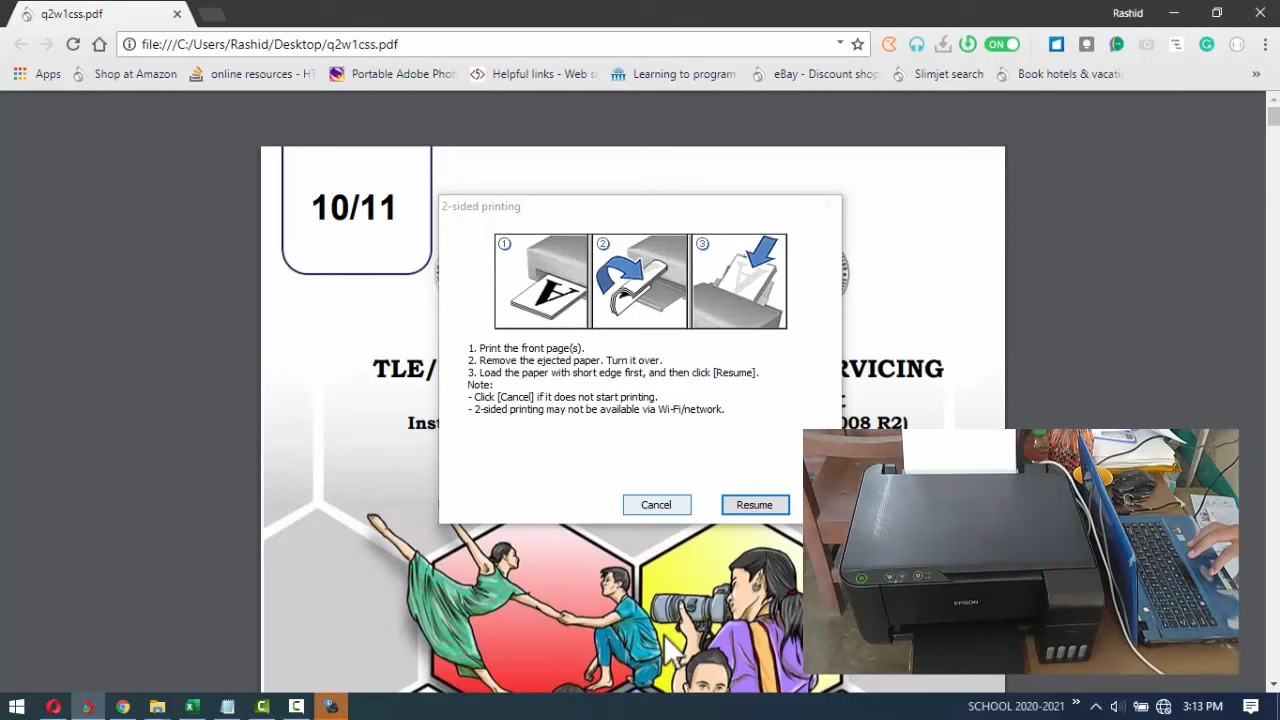 q2w1css.pdf
Rashid
file:///C:/Users/Rashid/Desktop/q2w1css.pdf
ON
Apps
Shop at Amazon
online resources - HT
Portable Adobe Pho
Helpful links - Web s
Learning to program
eBay - Discount shop
Slimjet search
Book hotels & vacati
»
10/11
2-sided printing
1
2
3
A
1. Print the front page(s).
2. Remove the ejected paper. Turn it over.
3. Load the paper with short edge first, and then click [Resume].
Note:
- Click [Cancel] if it does not start printing.
- 2-sided printing may not be available via Wi-Fi/network.
Cancel
Resume
TLE/
RVICING
Inst
008 R2)
EPSON
SCHOOL 2020-2021
»
3:13 PM